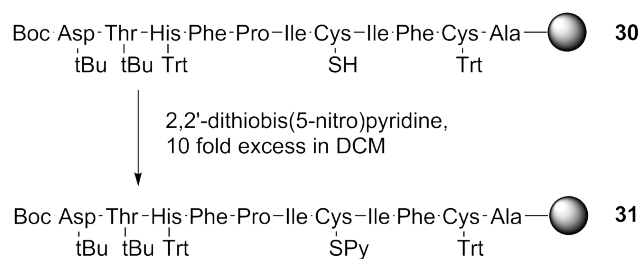 Boc Asp-Thr-His-Phe-Pro-Ile Cys-Ile Phe-Cys-Ala 30
tBu tBu Trt SH Trt
2,2'-dithiobis(5-nitro)pyridine,
10 fold excess in DCM
Boc Asp-Thr-His-Phe-Pro-Ile Cys-Ile Phe-Cys-Ala 31
tBu tBu Trt SPy Trt